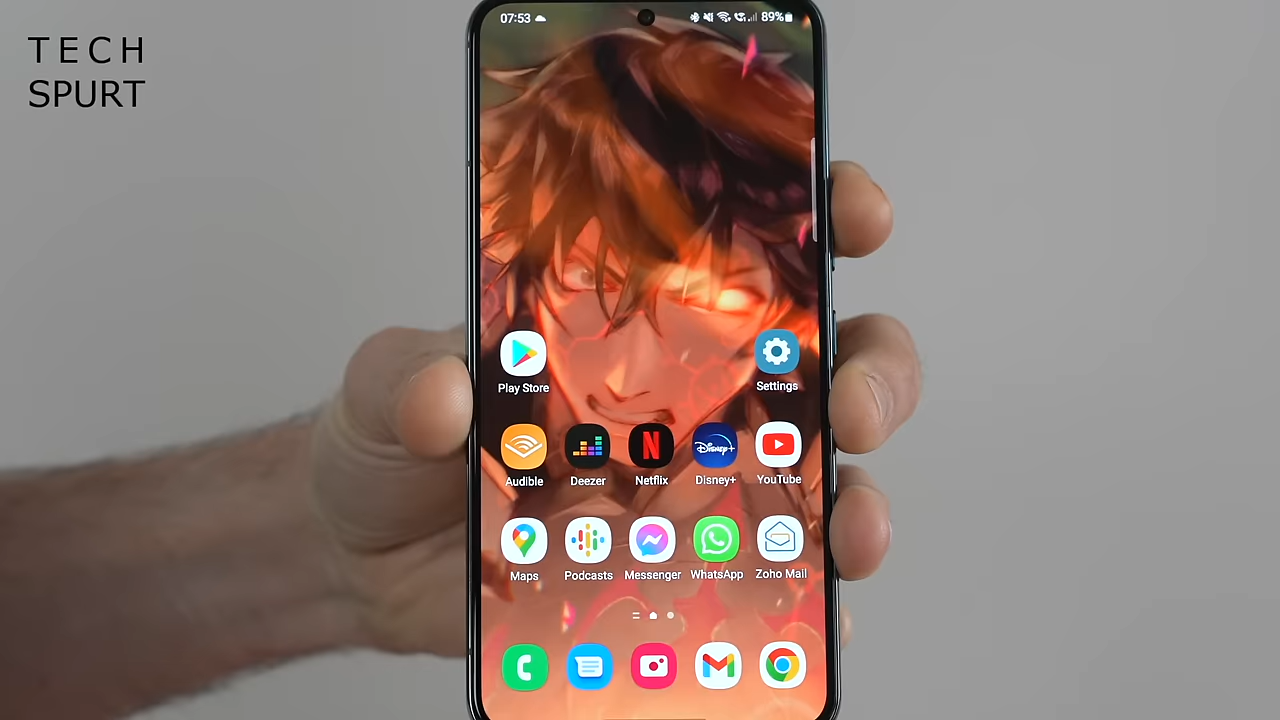 TECH
SPURT
07:53
89%
Play Store
Settings
Audible
Deezer
Netflix
Disney+
YouTube
Maps
Podcasts
Messenger
WhatsApp
Zoho Mail
N
Disney+